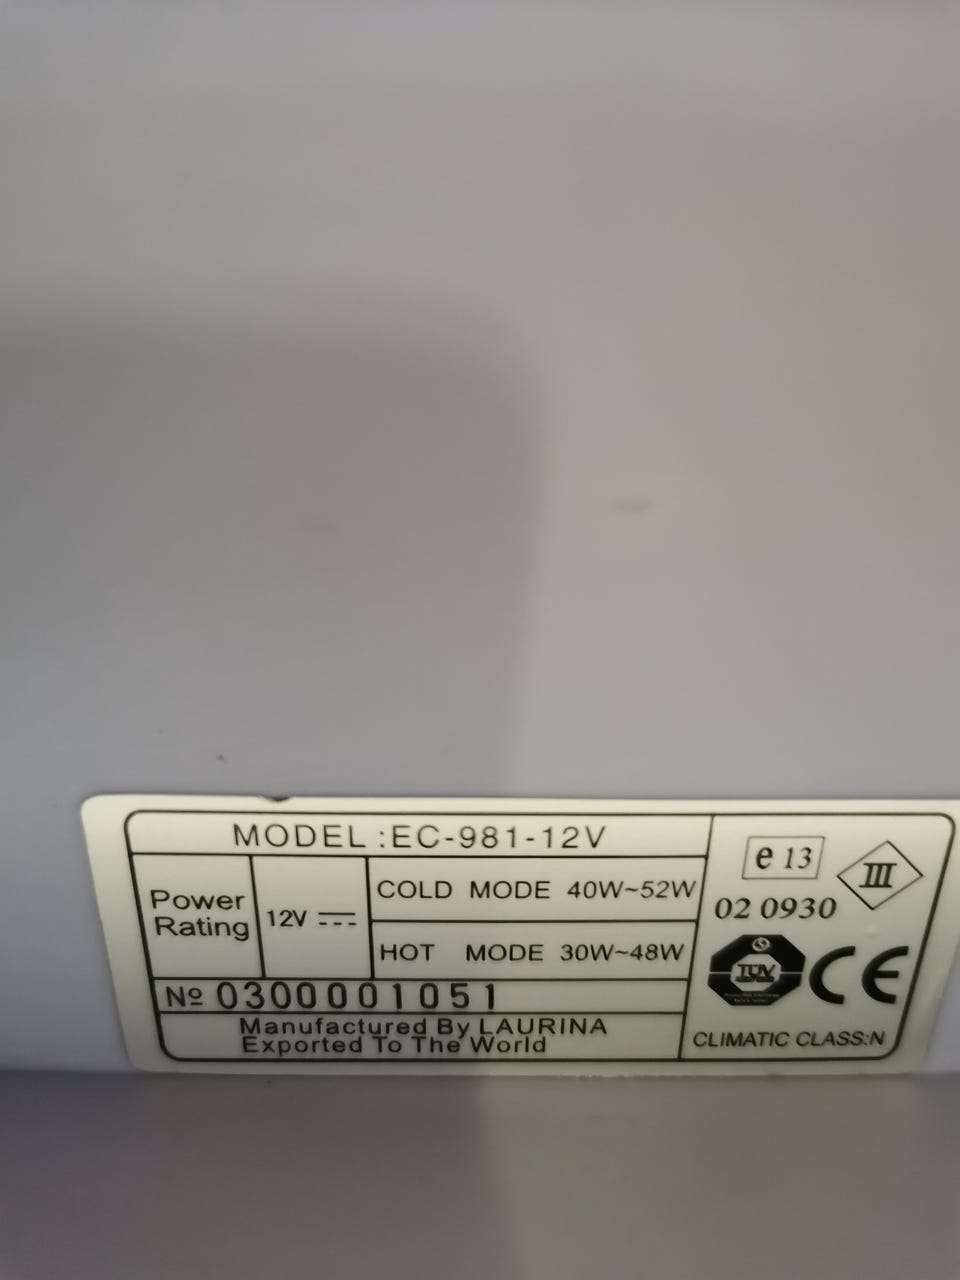 MODEL :EC-981-12V
Power
Rating
12V
COLD MODE 40W~52W
HOT MODE 30W~48W
Nº 0300001051
Manufactured By LAURINA
Exported To The World
e 13
III
02 0930
TÜV
CE
CLIMATIC CLASS:N